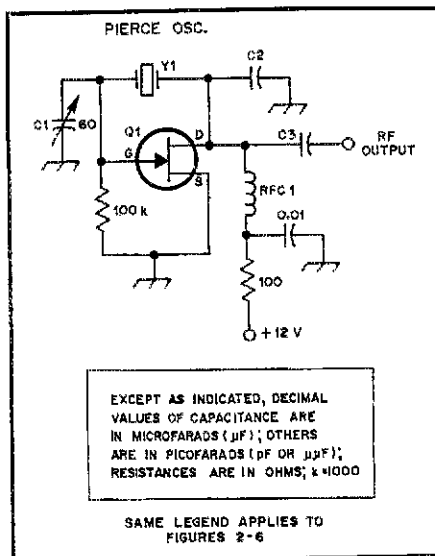 PIERCE OSC.
Y1
C2
C1
60
Q1
G
D
S
C3
RF
OUTPUT
RFC 1
100 k
0.01
100
+12 V
EXCEPT AS INDICATED, DECIMAL
VALUES OF CAPACITANCE ARE
IN MICROFARADS (µF); OTHERS
ARE IN PICOFARADS (pF OR µµF);
RESISTANCES ARE IN OHMS; k=1000
SAME LEGEND APPLIES TO
FIGURES 2-6